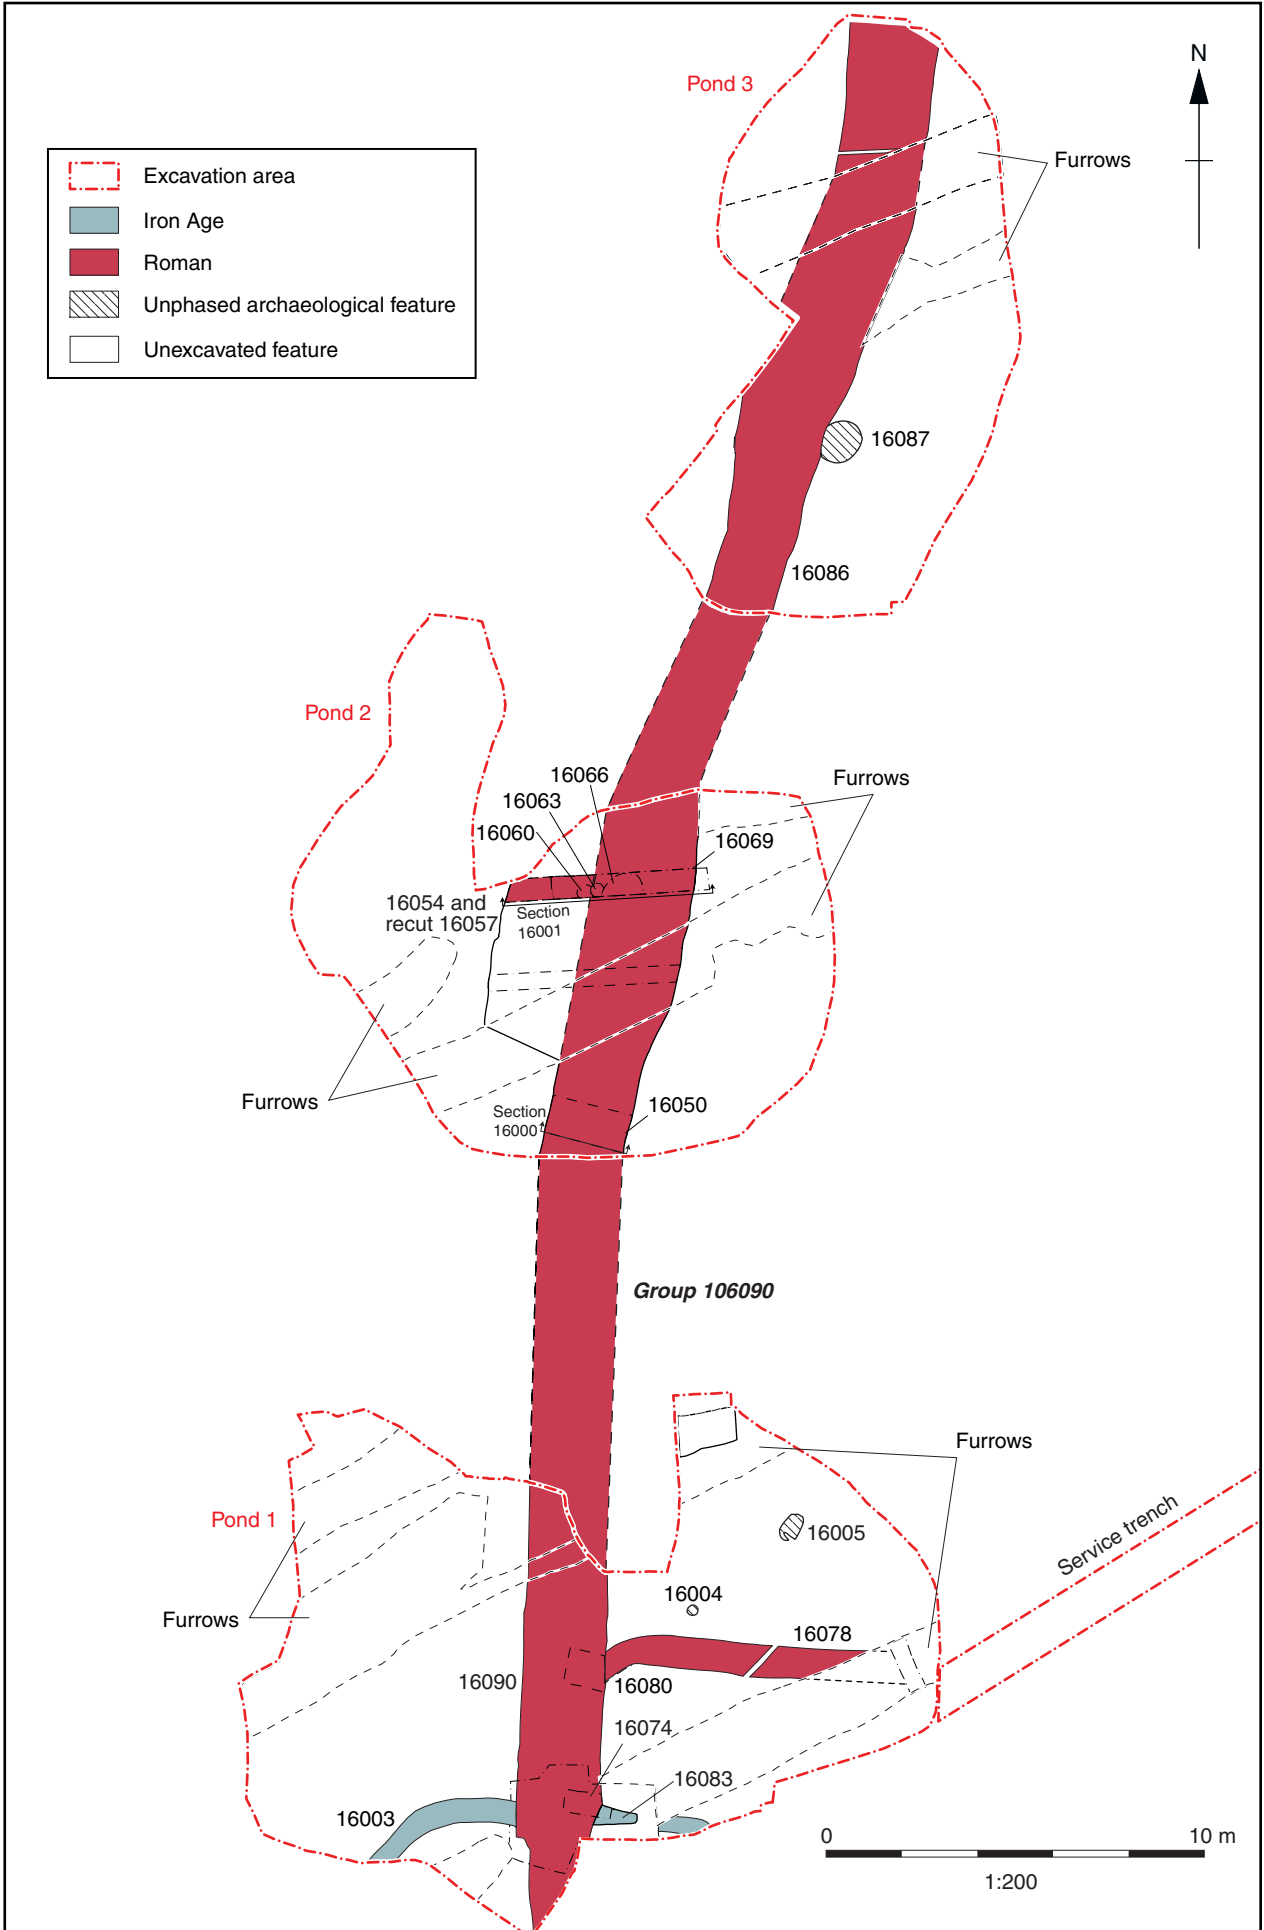 N
Pond 3
Furrows
Excavation area
Iron Age
Roman
Unphased archaeological feature
Unexcavated feature
16087
16086
Pond 2
16066
Furrows
16063
16060
16069
16054 and
recut 16057
Section
16001
Furrows
Section
16000
16050
Group 106090
Furrows
Pond 1
16005
Service trench
16004
Furrows
16078
16090
16080
16074
16083
16003
0
10 m
1:200